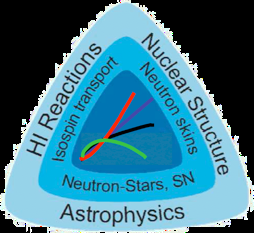 HI Reactions
Nuclear Structure
Isospin transport
Neutron skins
Neutron-Stars, SN
Astrophysics